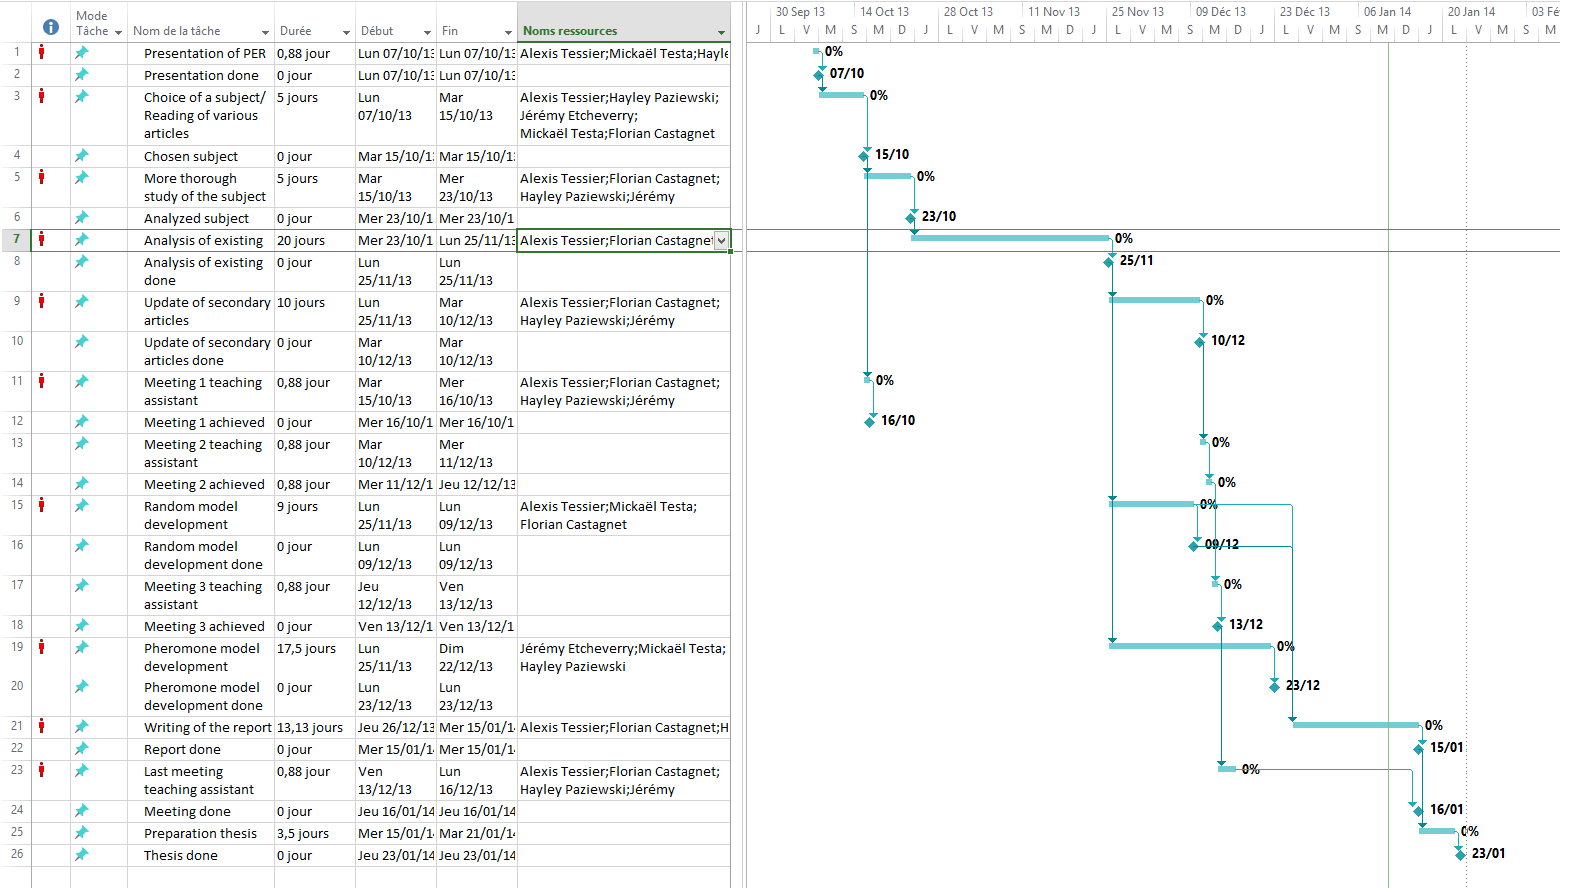 Mode Tâche Nom de la tâche Durée Début Fin Noms ressources
30 Sep 13 14 Oct 13 28 Oct 13 11 Nov 13 25 Nov 13 09 Déc 13 23 Déc 13 06 Jan 14 20 Jan 14 03 Fé
J L V M S D J M V L M S D J M V L M S D J M V L M
1 Presentation of PER 0,88 jour Lun 07/10/13 Lun 07/10/13 Alexis Tessier;Mickaël Testa;Hayle 0%
2 Presentation done 0 jour Lun 07/10/13 Lun 07/10/13 07/10
3 Choice of a subject/ 5 jours Lun Mar Alexis Tessier;Hayley Paziewski; 0%
Reading of various 07/10/13 15/10/13 Jérémy Etcheverry;
articles Mickaël Testa;Florian Castagnet
4 Chosen subject 0 jour Mar 15/10/1 Mar 15/10/1 15/10
5 More thorough 5 jours Mar Mer Alexis Tessier;Florian Castagnet; 0%
study of the subject 15/10/13 23/10/13 Hayley Paziewski;Jérémy
6 Analyzed subject 0 jour Mer 23/10/1 Mer 23/10/1 23/10
7 Analysis of existing 20 jours Mer 23/10/1 Lun 25/11/13 Alexis Tessier;Florian Castagnet 0%
8 Analysis of existing 0 jour Lun Lun 25/11
done 25/11/13 25/11/13
9 Update of secondary 10 jours Lun Mar Alexis Tessier;Florian Castagnet; 0%
articles 25/11/13 10/12/13 Hayley Paziewski;Jérémy
10 Update of secondary 0 jour Mar Mar 10/12
articles done 10/12/13 10/12/13
11 Meeting 1 teaching 0,88 jour Mar Mer Alexis Tessier;Florian Castagnet; 0%
assistant 15/10/13 16/10/13 Hayley Paziewski;Jérémy
12 Meeting 1 achieved 0 jour Mer 16/10/1 Mer 16/10/1 16/10
13 Meeting 2 teaching 0,88 jour Mar Mer 0%
assistant 10/12/13 11/12/13
14 Meeting 2 achieved 0,88 jour Mer 11/12/1 Jeu 12/12/13 0%
15 Random model 9 jours Lun Lun Alexis Tessier;Mickaël Testa; 0%
development 25/11/13 09/12/13 Florian Castagnet
16 Random model 0 jour Lun Lun 09/12
development done 09/12/13 09/12/13
17 Meeting 3 teaching 0,88 jour Jeu Ven 0%
assistant 12/12/13 13/12/13
18 Meeting 3 achieved 0 jour Ven 13/12/1 Ven 13/12/1 13/12
19 Pheromone model 17,5 jours Lun Dim Jérémy Etcheverry;Mickaël Testa; 0%
development 25/11/13 22/12/13 Hayley Paziewski
20 Pheromone model 0 jour Lun Lun 23/12
development done 23/12/13 23/12/13
21 Writing of the report 13,13 jours Jeu 26/12/13 Mer 15/01/1 Alexis Tessier;Florian Castagnet;H 0%
22 Report done 0 jour Mer 15/01/1 Mer 15/01/1 15/01
23 Last meeting 0,88 jour Ven Lun Alexis Tessier;Florian Castagnet; 0%
teaching assistant 13/12/13 16/12/13 Hayley Paziewski;Jérémy
24 Meeting done 0 jour Jeu 16/01/14 Jeu 16/01/14 16/01
25 Preparation thesis 3,5 jours Mer 15/01/1 Mar 21/01/1 0%
26 Thesis done 0 jour Jeu 23/01/14 Jeu 23/01/14 23/01